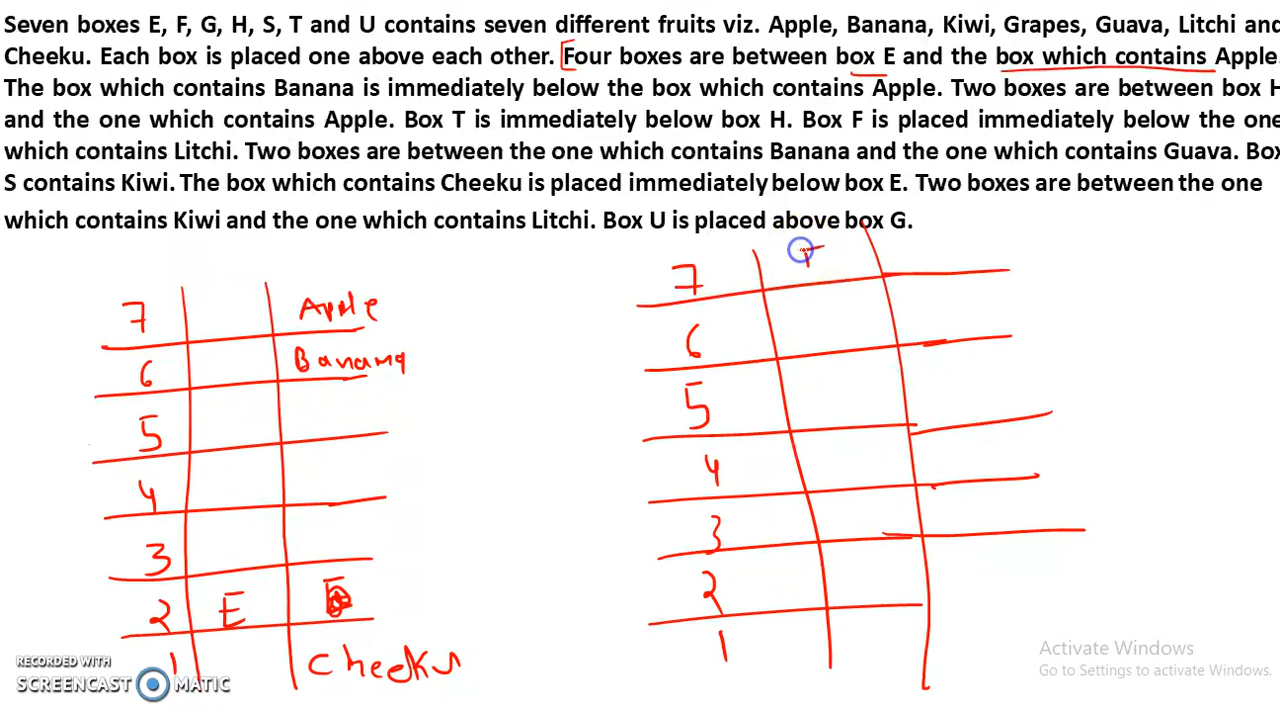 Seven boxes E, F, G, H, S, T and U contains seven different fruits viz. Apple, Banana, Kiwi, Grapes, Guava, Litchi and
Cheeku. Each box is placed one above each other. Four boxes are between box E and the box which contains Apple.
The box which contains Banana is immediately below the box which contains Apple. Two boxes are between box H
and the one which contains Apple. Box T is immediately below box H. Box F is placed immediately below the one
which contains Litchi. Two boxes are between the one which contains Banana and the one which contains Guava. Box
S contains Kiwi. The box which contains Cheeku is placed immediately below box E. Two boxes are between the one
which contains Kiwi and the one which contains Litchi. Box U is placed above box G.
7 Apple
6 Banana
5
4
3
2 E
1 Cheeku
7
6
5
4
3
2
1
RECORDED WITH
SCREENCAST MATIC
Activate Windows
Go to Settings to activate Windows.